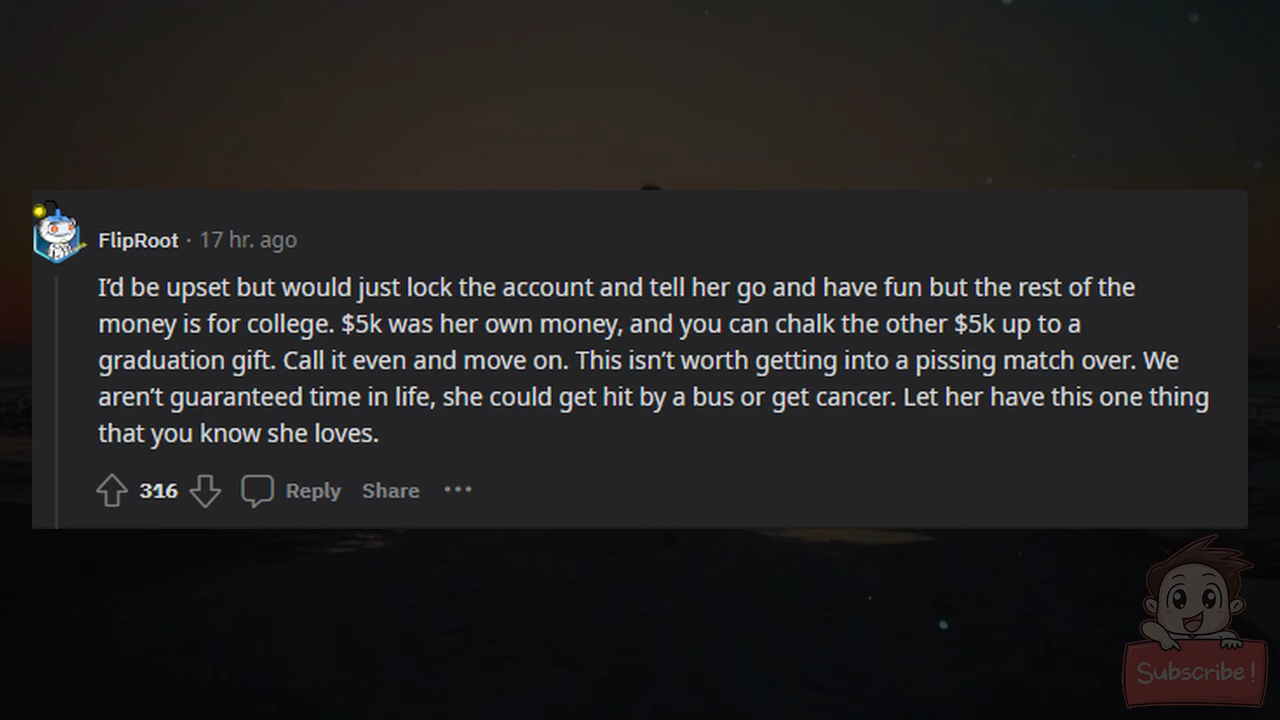 FlipRoot · 17 hr. ago
I’d be upset but would just lock the account and tell her go and have fun but the rest of the
money is for college. $5k was her own money, and you can chalk the other $5k up to a
graduation gift. Call it even and move on. This isn’t worth getting into a pissing match over. We
aren’t guaranteed time in life, she could get hit by a bus or get cancer. Let her have this one thing
that you know she loves.
316 Reply Share ···
Subscribe!